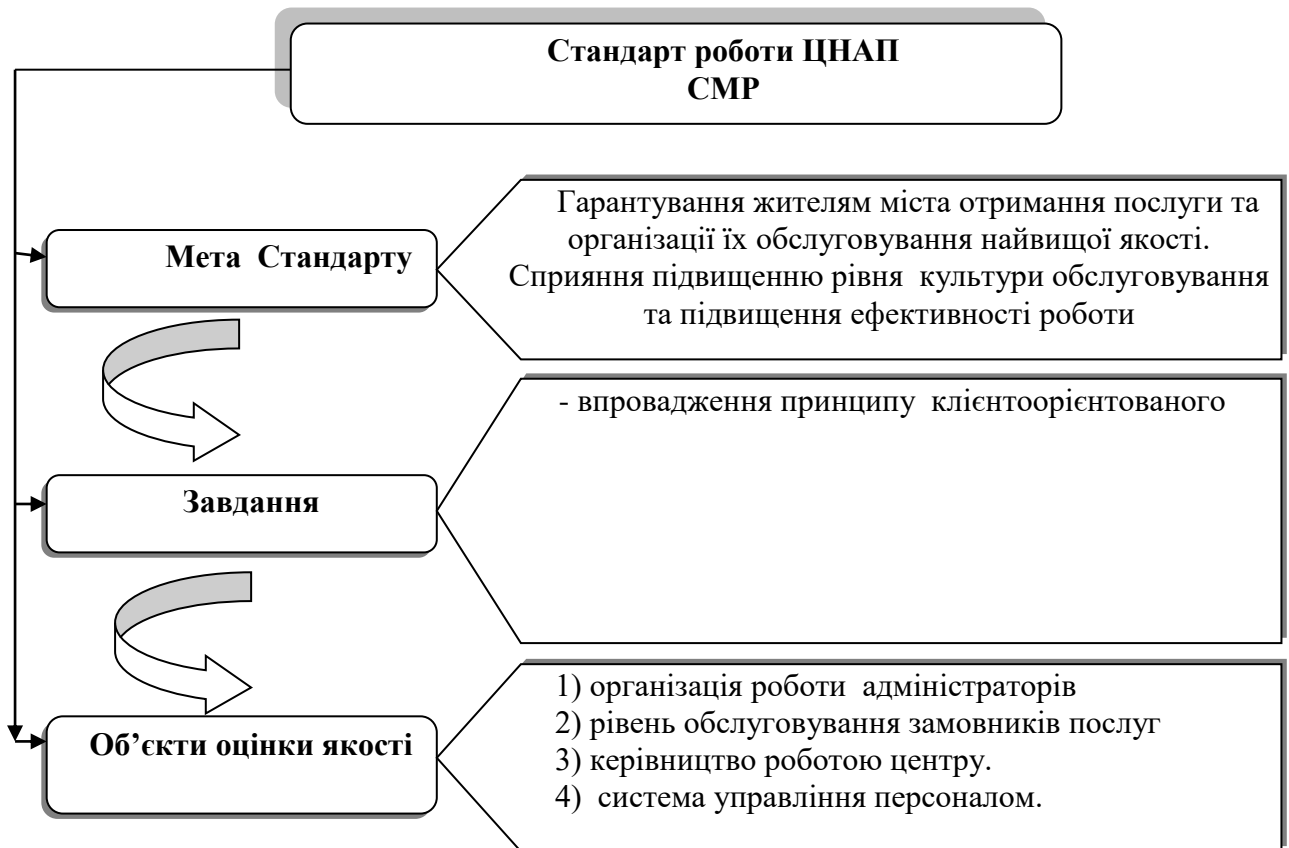 Стандарт роботи ЦНАП
СМР
Мета Стандарту
Гарантування жителям міста отримання послуги та
організації їх обслуговування найвищої якості.
Сприяння підвищенню рівня культури обслуговування
та підвищення ефективності роботи
Завдання
- впровадження принципу клієнтоорієнтованого
Об’єкти оцінки якості
1) організація роботи адміністраторів
2) рівень обслуговування замовників послуг
3) керівництво роботою центру.
4) система управління персоналом.